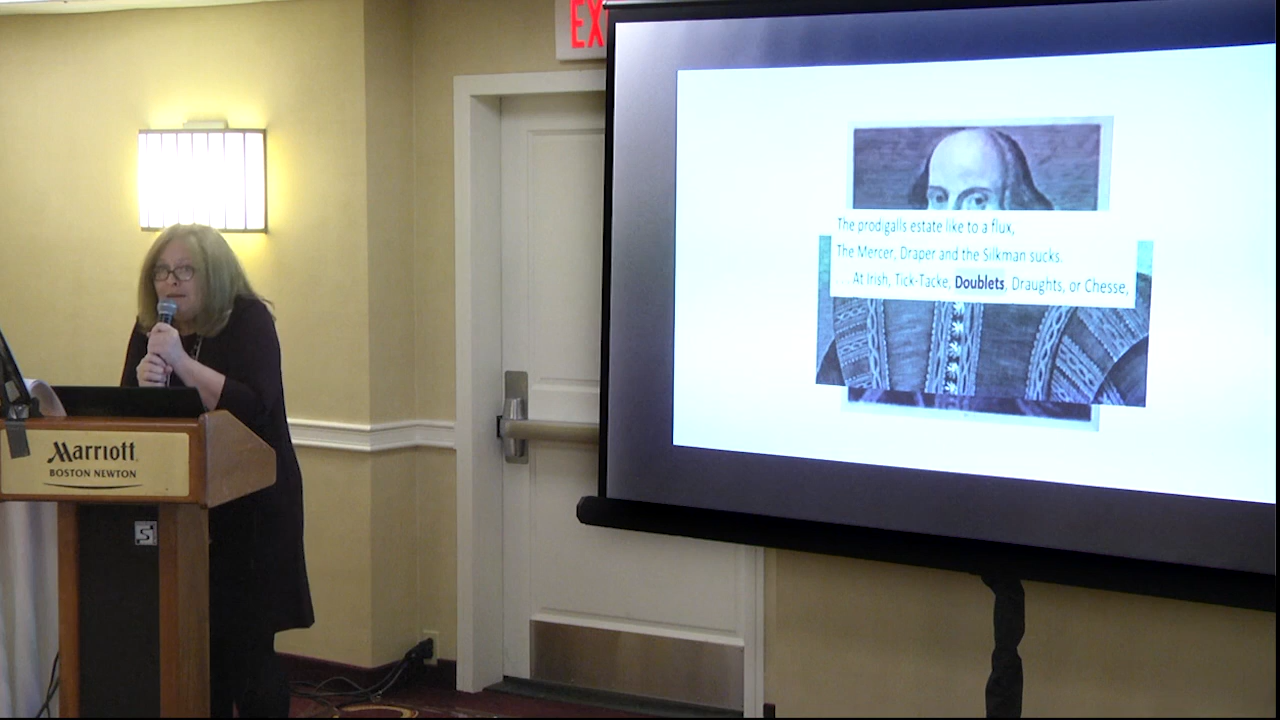 EX
The prodigalls estate like to a flux,
The Mercer, Draper and the Silkman sucks.
... At Irish, Tick-Tacke, Doublets, Draughts, or Chesse,
Marriott
BOSTON NEWTON
S